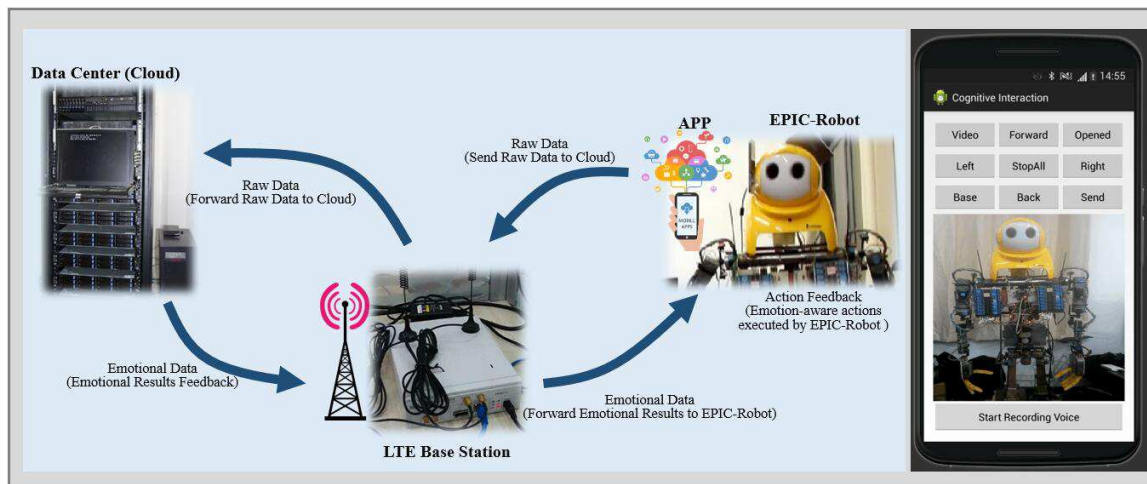 Data Center (Cloud)
Raw Data
(Forward Raw Data to Cloud)
Raw Data
(Send Raw Data to Cloud)
APP
EPIC-Robot
MOBILE
APPS
Action Feedback
(Emotion-aware actions
executed by EPIC-Robot )
Emotional Data
(Emotional Results Feedback)
Emotional Data
(Forward Emotional Results to EPIC-Robot)
LTE Base Station
14:55
Cognitive Interaction
Video
Forward
Opened
Left
StopAll
Right
Base
Back
Send
Start Recording Voice